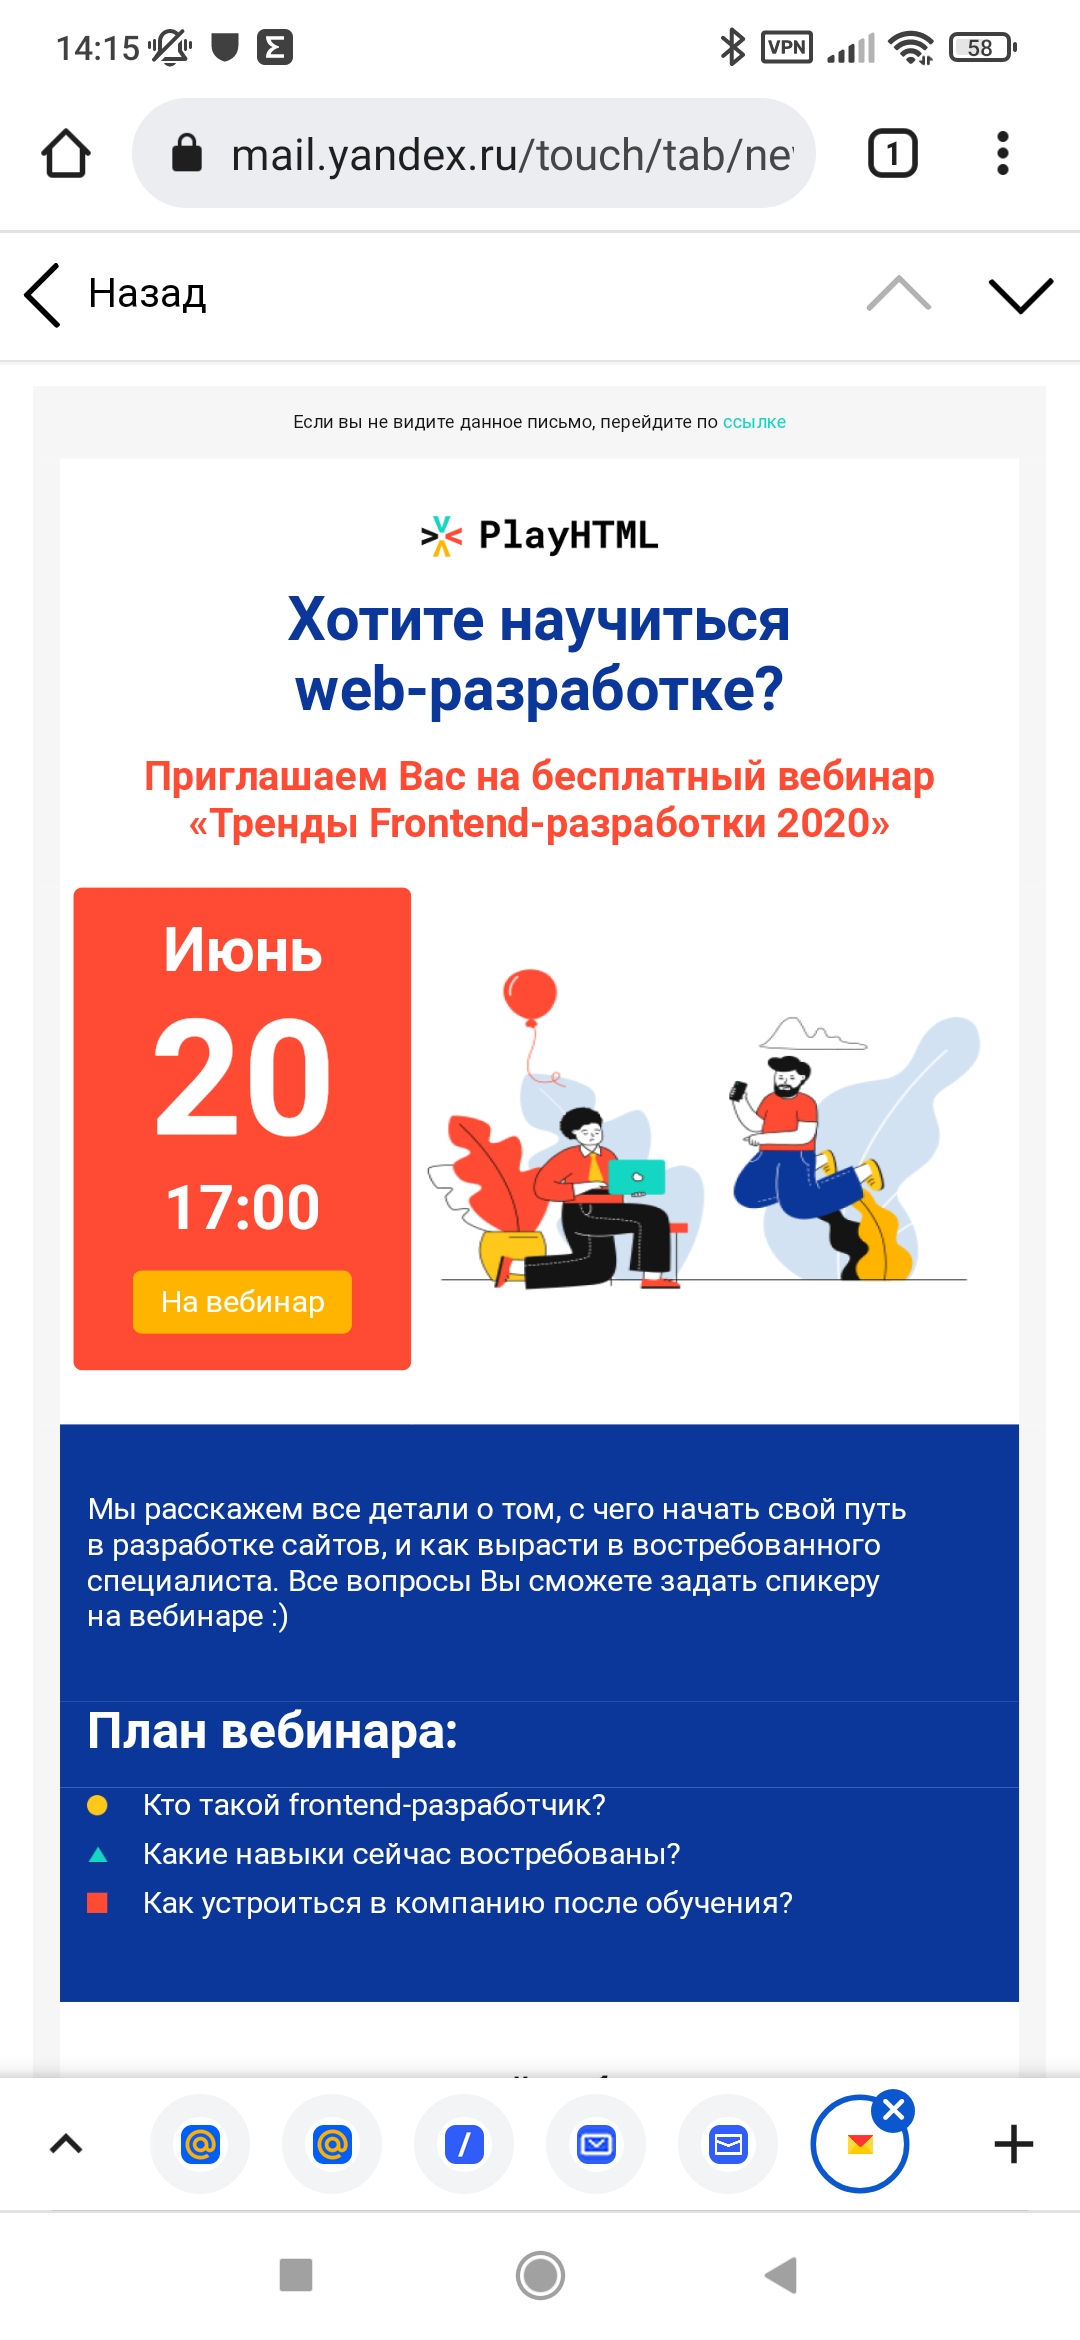 14:15
VPN
58
mail.yandex.ru/touch/tab/ne
1
Назад
Если вы не видите данное письмо, перейдите по ссылке
PlayHTML
Хотите научиться
web-разработке?
Приглашаем Вас на бесплатный вебинар
«Тренды Frontend-разработки 2020»
Июнь
20
17:00
На вебинар
Мы расскажем все детали о том, с чего начать свой путь
в разработке сайтов, и как вырасти в востребованного
специалиста. Все вопросы Вы сможете задать спикеру
на вебинаре :)
План вебинара:
Кто такой frontend-разработчик?
Какие навыки сейчас востребованы?
Как устроиться в компанию после обучения?